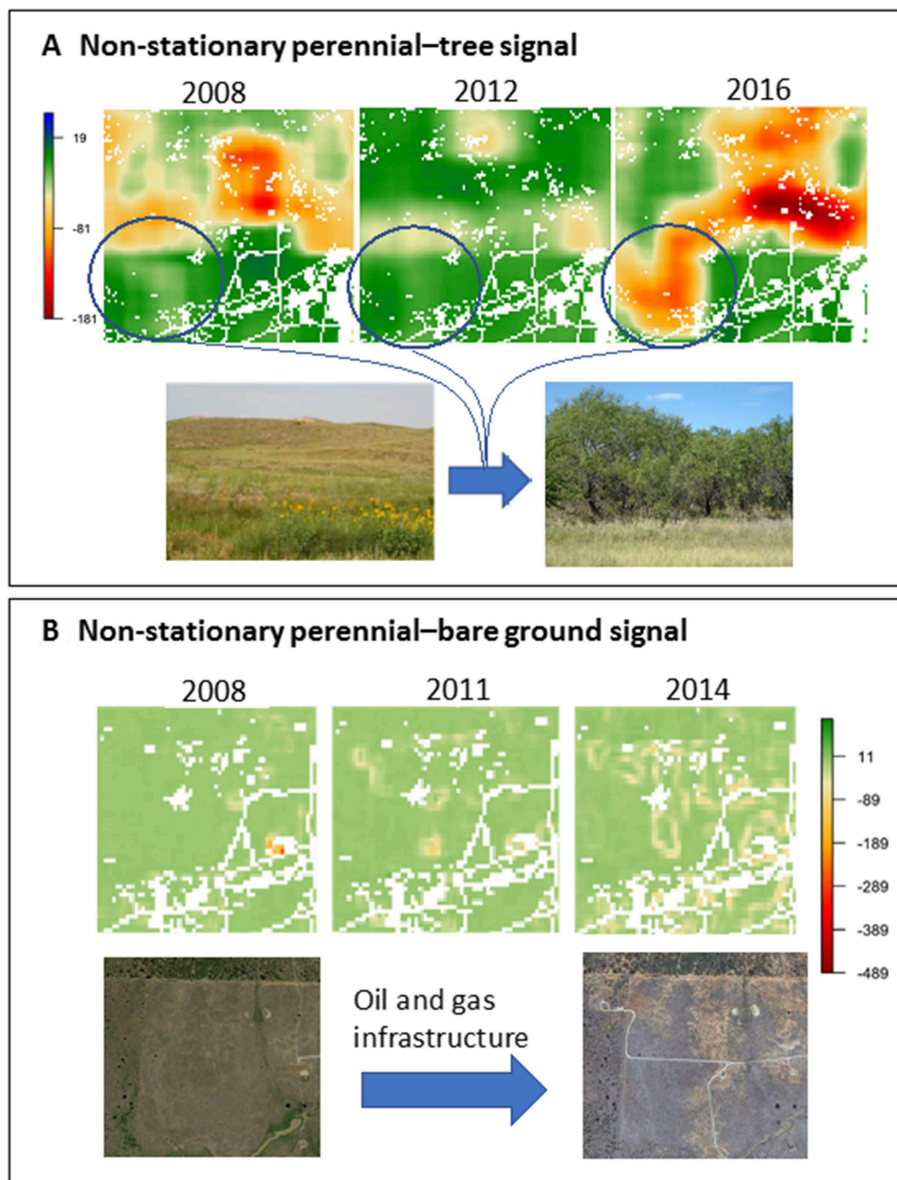 A Non-stationary perennial–tree signal
2008 2012 2016
19
-81
-181
B Non-stationary perennial–bare ground signal
2008 2011 2014
11
-89
-189
-289
-389
-489
Oil and gas
infrastructure